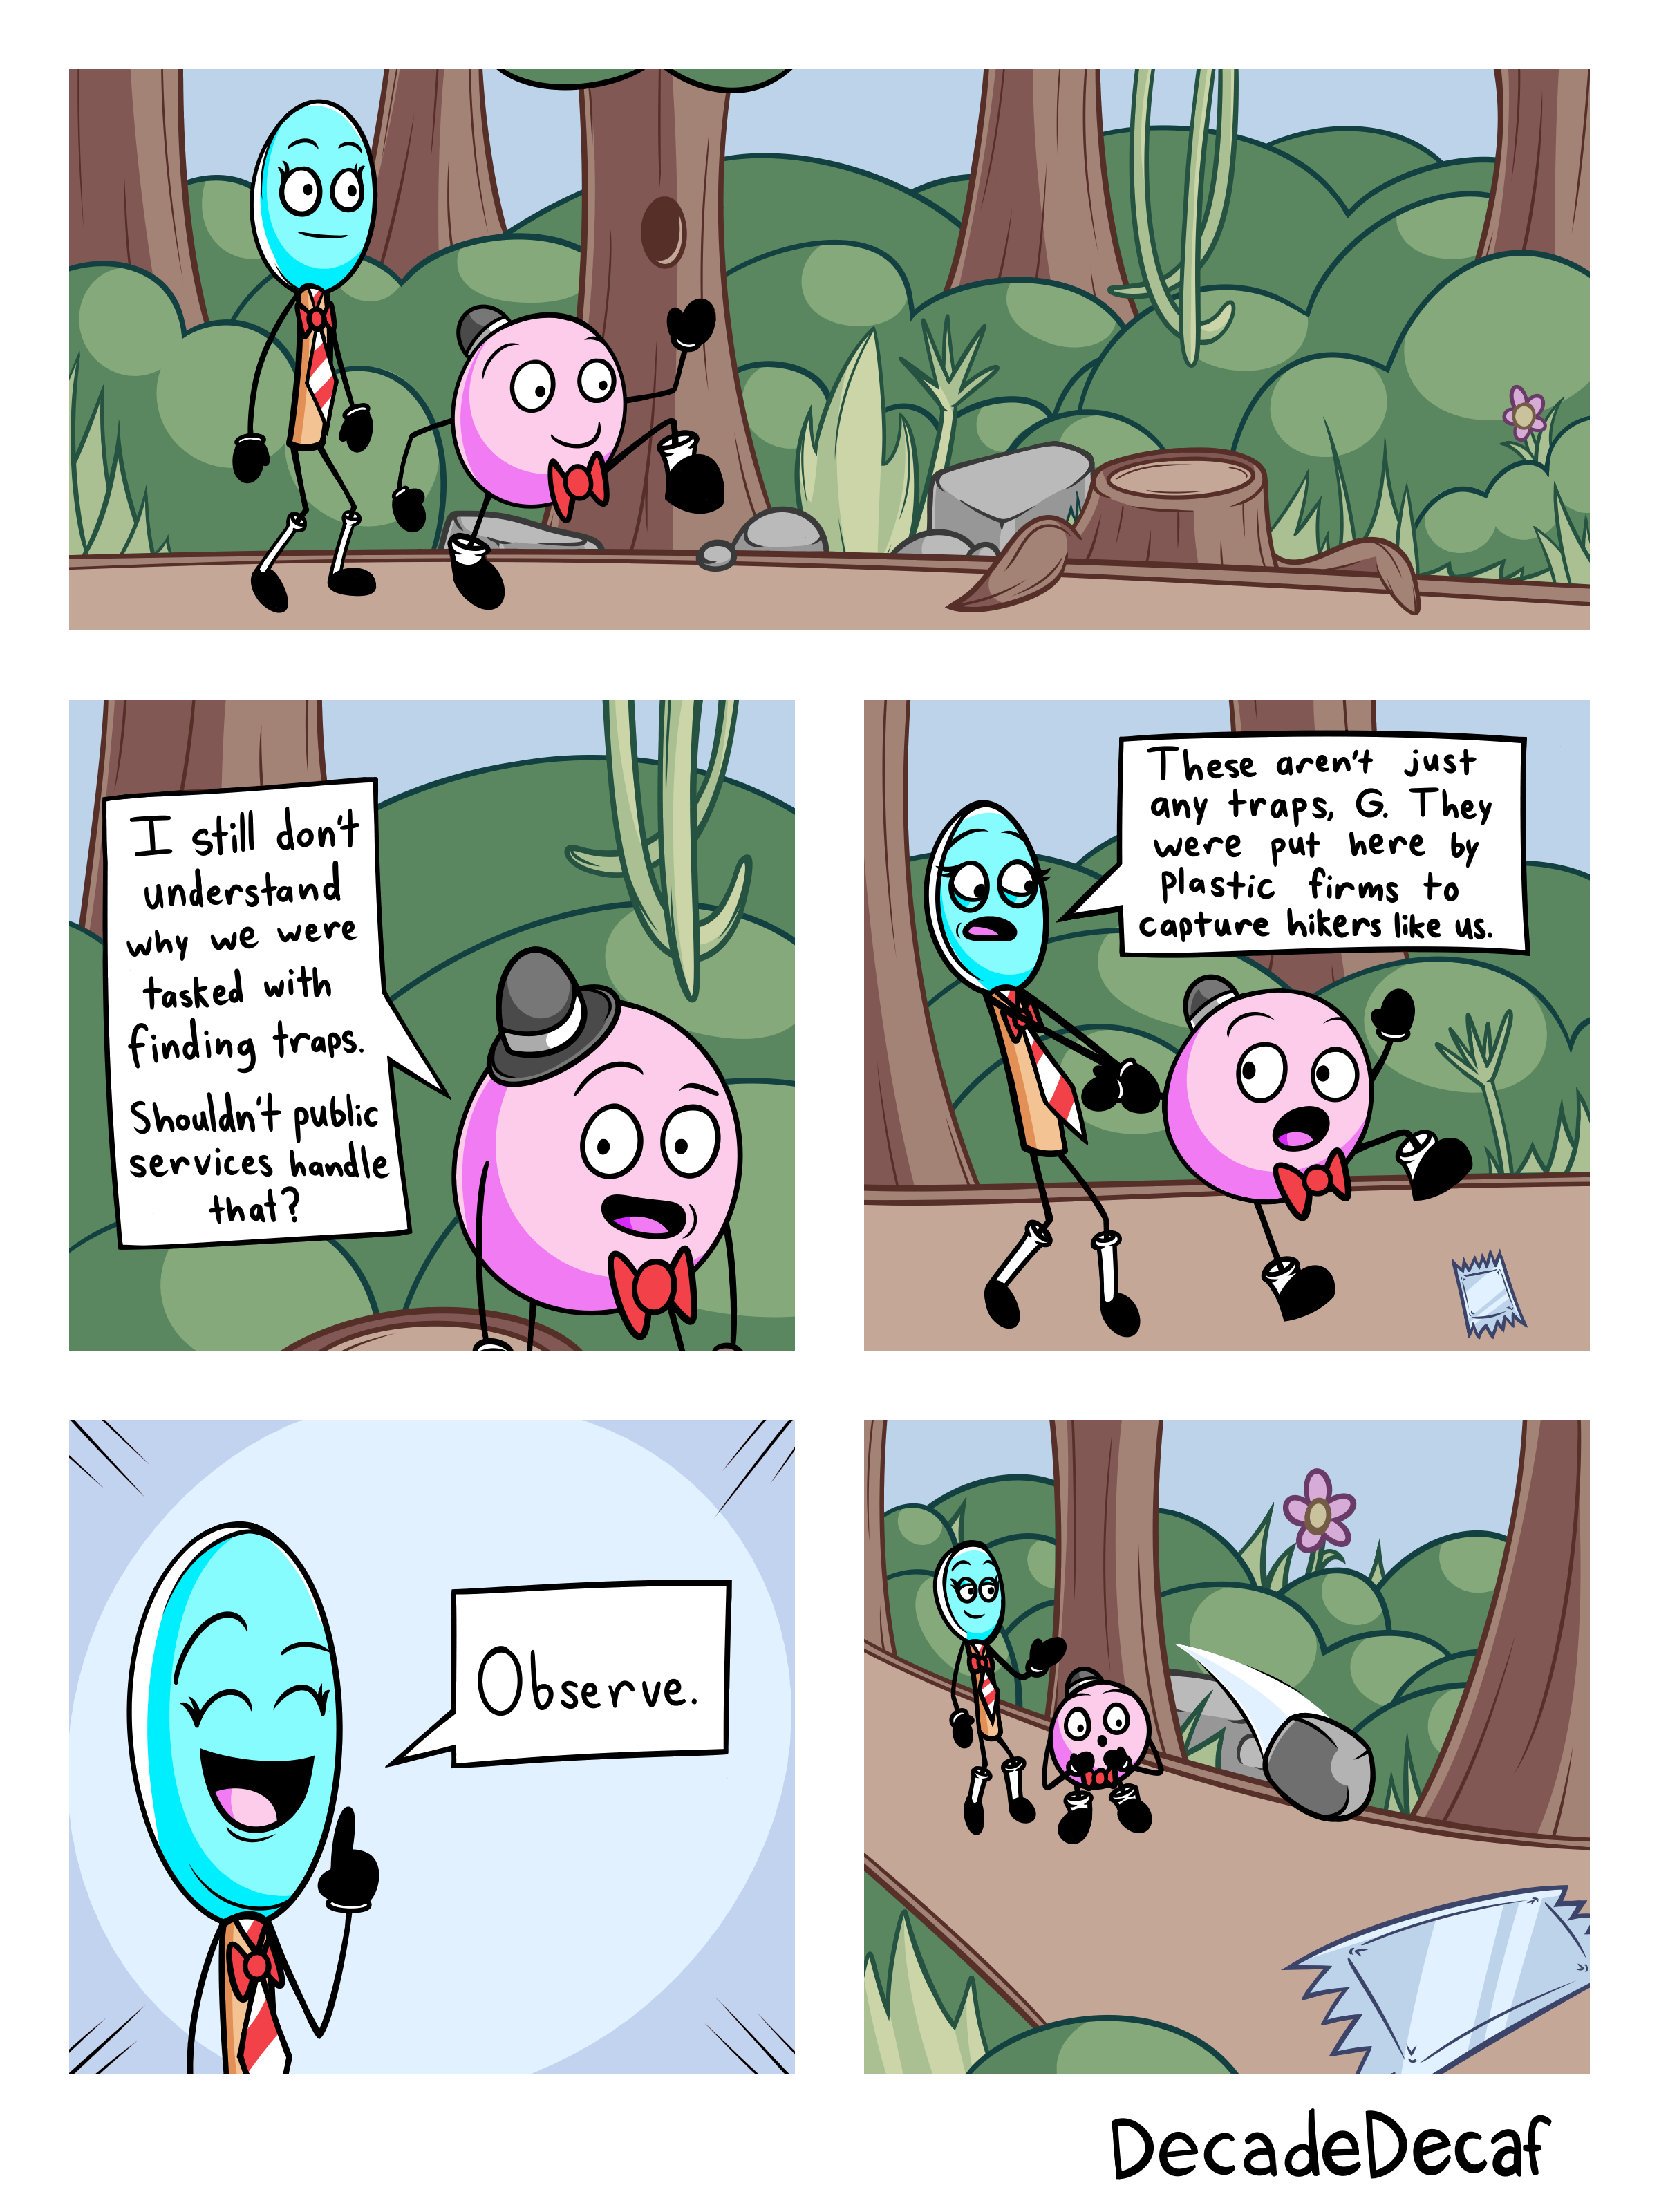 I still don't
understand
why we were
tasked with
finding traps.
Shouldn't public
services handle
that?
These aren't just
any traps, G. They
were put here by
Plastic firms to
capture hikers like us.
Observe.
DecadeDecaf